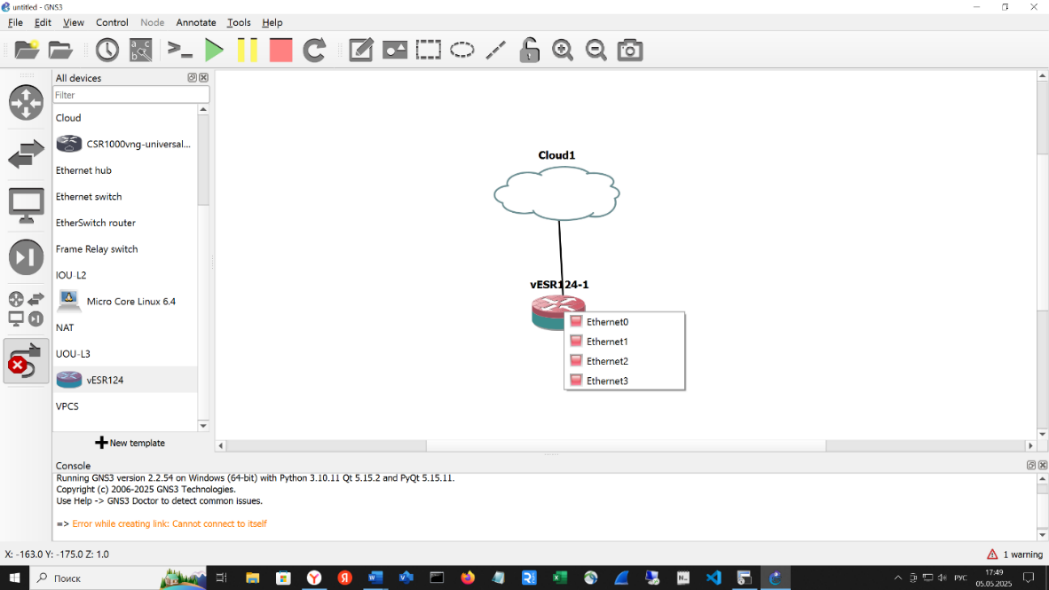 untitled - GNS3
File Edit View Control Node Annotate Tools Help
All devices
Filter
Cloud
CSR1000vng-universal...
Ethernet hub
Ethernet switch
EtherSwitch router
Frame Relay switch
IOU-L2
Micro Core Linux 6.4
NAT
UOU-L3
vESR124
VPCS
New template
Cloud1
vESR124-1
Ethernet0
Ethernet1
Ethernet2
Ethernet3
Console
Running GNS3 version 2.2.54 on Windows (64-bit) with Python 3.10.11 Qt 5.15.2 and PyQt 5.15.11.
Copyright (c) 2006-2025 GNS3 Technologies.
Use Help -> GNS3 Doctor to detect common issues.
=> Error while creating link: Cannot connect to itself
X: -163.0 Y: -175.0 Z: 1.0
1 warning
Поиск
РУС
17:49
05.05.2025